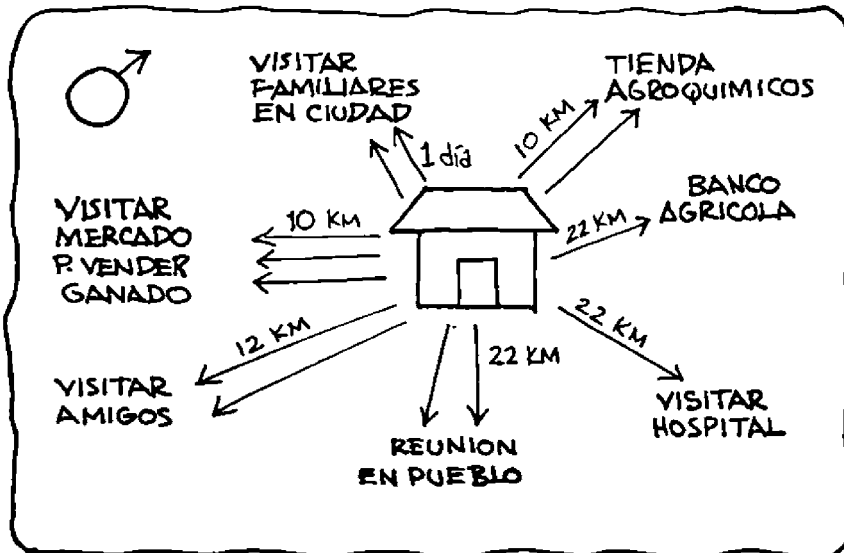 VISITAR
FAMILIARES
EN CIUDAD
1 día
TIENDA
AGROQUIMICOS
10 KM
BANCO
AGRICOLA
22 KM
VISITAR
MERCADO
P. VENDER
GANADO
10 KM
12 KM
VISITAR
AMIGOS
22 KM
REUNION
EN PUEBLO
22 KM
VISITAR
HOSPITAL